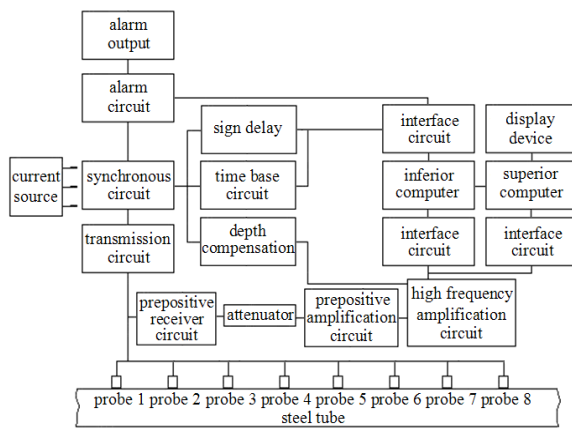 alarm
output
alarm
circuit
sign delay
interface
circuit
display
device
current
source
synchronous
circuit
time base
circuit
inferior
computer
superior
computer
transmission
circuit
depth
compensation
interface
circuit
interface
circuit
prepositive
receiver
circuit
attenuator
prepositive
amplification
circuit
high frequency
amplification
circuit
probe 1 probe 2 probe 3 probe 4 probe 5 probe 6 probe 7 probe 8
steel tube